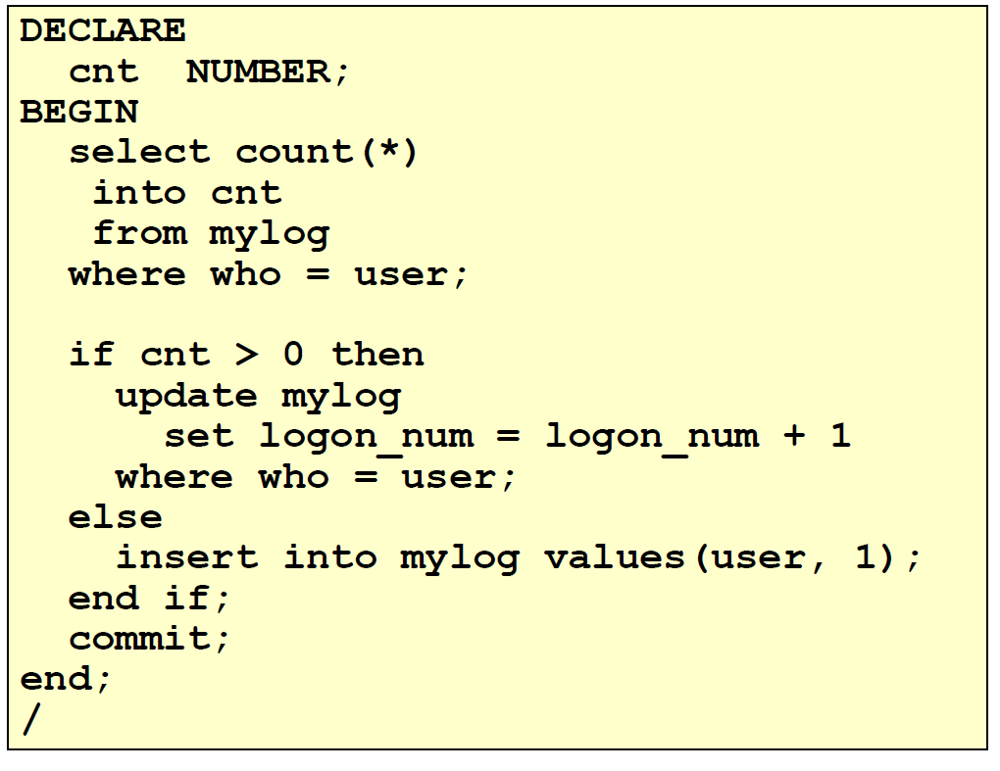 DECLARE
  cnt  NUMBER;
BEGIN
  select count(*)
   into cnt
   from mylog
  where who = user;

  if cnt > 0 then
    update mylog
      set logon_num = logon_num + 1
    where who = user;
  else
    insert into mylog values(user, 1);
  end if;
  commit;
end;
/